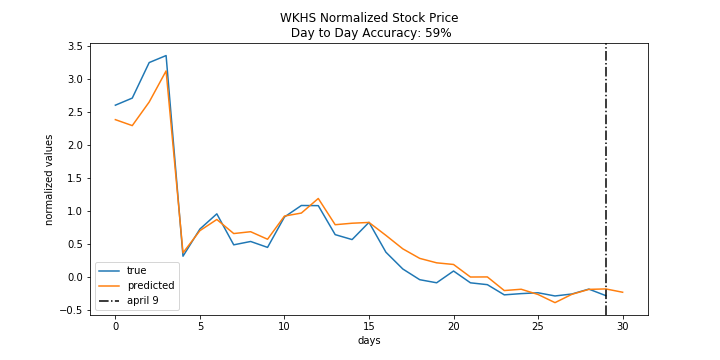 WKHS Normalized Stock Price
Day to Day Accuracy: 59%
3.5
3.0
2.5
2.0
1.5
1.0
0.5
0.0
−0.5
normalized values
true
predicted
april 9
0 5 10 15 20 25 30
days